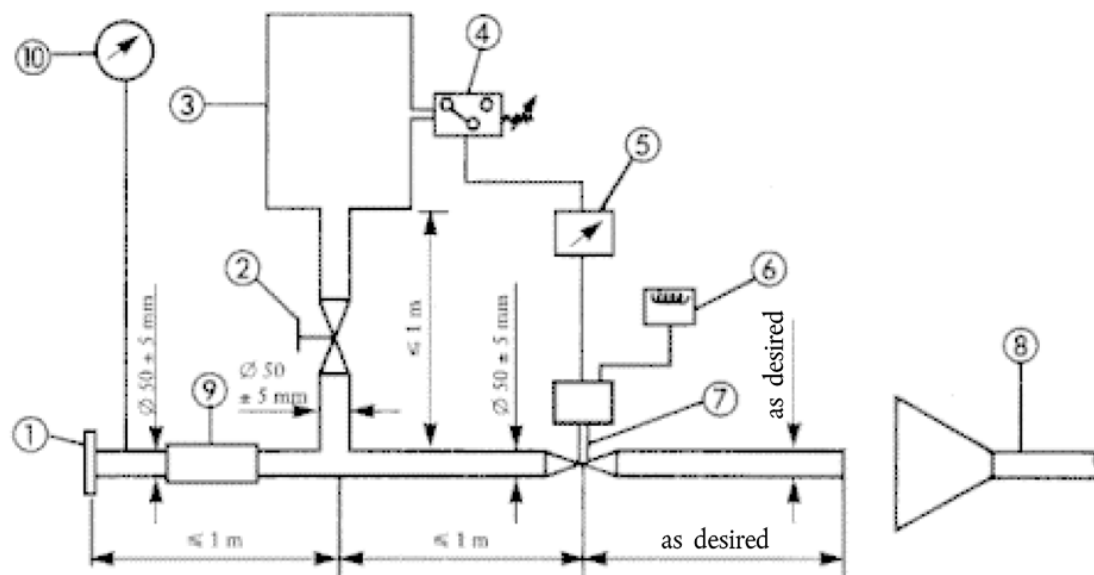 10
3
4
5
2
6
≤ 1 m
Ø 50 ± 5 mm
9
Ø 50
± 5 mm
Ø 50 ± 5 mm
as desired
7
8
1
≤ 1 m
≤ 1 m
as desired